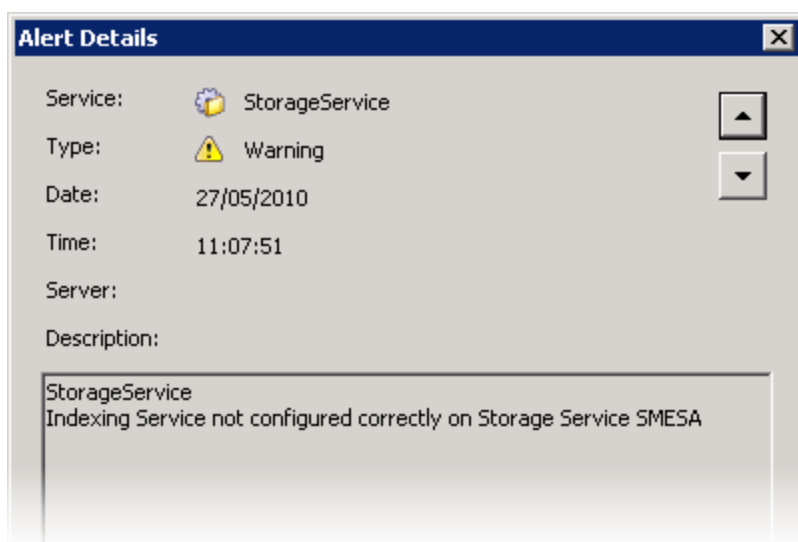 Alert Details
Service: StorageService
Type: Warning
Date: 27/05/2010
Time: 11:07:51
Server:
Description:
StorageService
Indexing Service not configured correctly on Storage Service SMESA